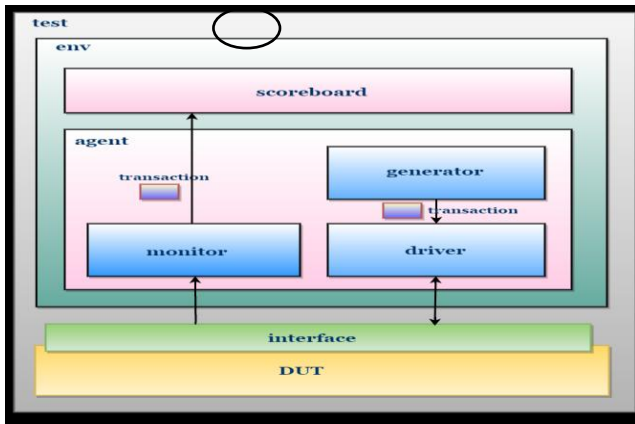 test
env
scoreboard
agent
transaction
generator
transaction
monitor
driver
interface
DUT